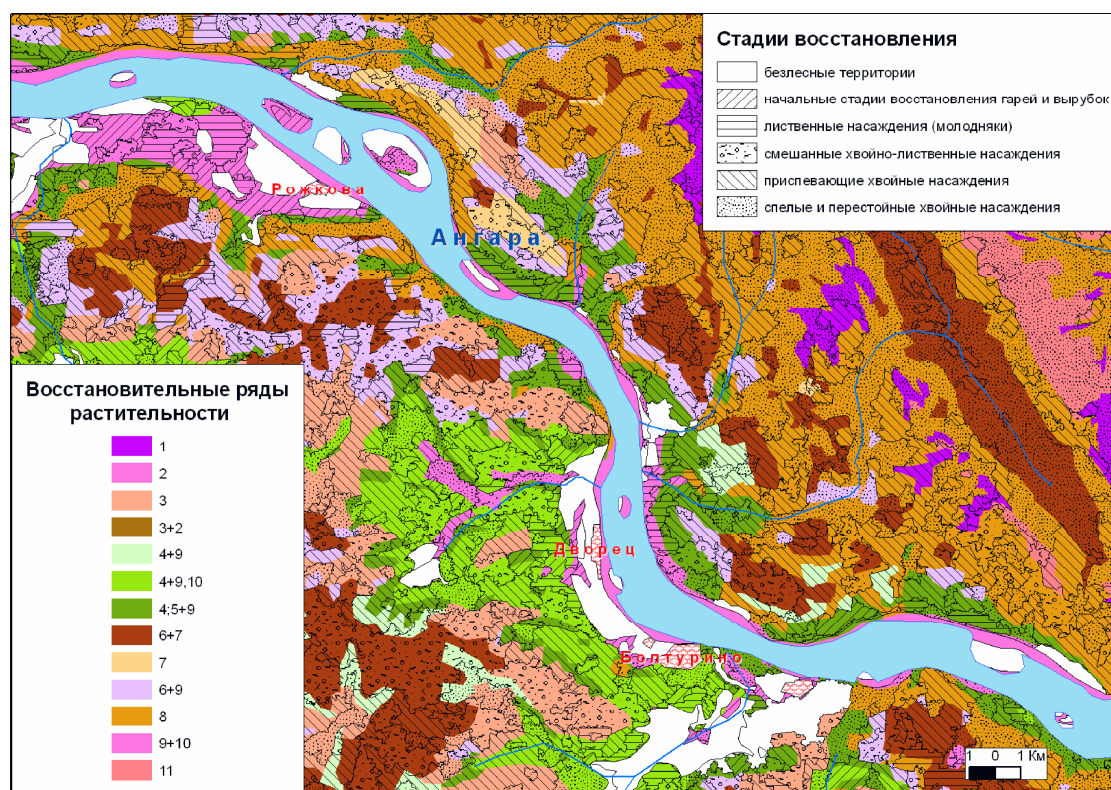 Стадии восстановления
безлесные территории
начальные стадии восстановления гарей и вырубок
лиственные насаждения (молодняки)
смешанные хвойно-лиственные насаждения
приспевающие хвойные насаждения
спелые и перестойные хвойные насаждения
Рожкова
Ангара
Дворец
Болтурино
Восстановительные ряды
растительности
1
2
3
3+2
4+9
4+9,10
4;5+9
6+7
7
6+9
8
9+10
11
1 0 1 Км